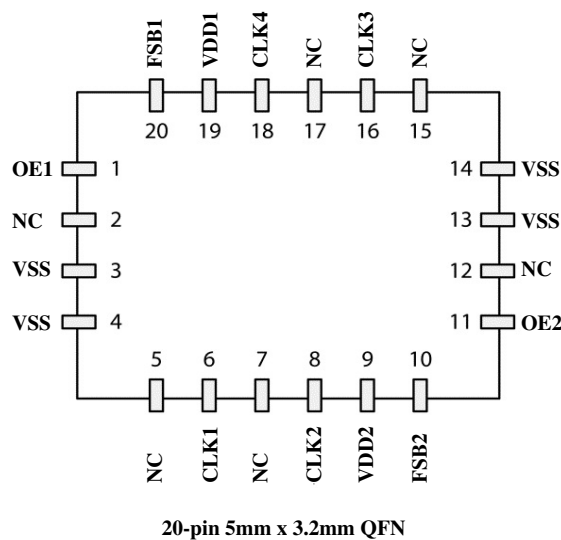 FSB1 VDD1 CLK4 NC CLK3 NC
20 19 18 17 16 15
OE1 1 14 VSS
NC 2 13 VSS
VSS 3 12 NC
VSS 4 11 OE2
5 6 7 8 9 10
NC CLK1 NC CLK2 VDD2 FSB2
20-pin 5mm x 3.2mm QFN